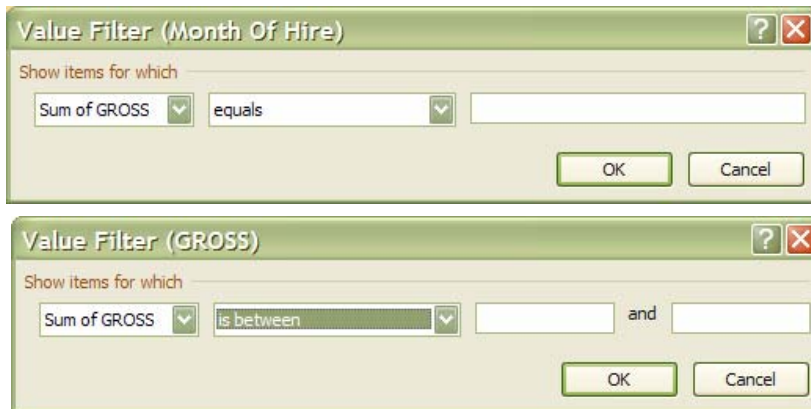 Value Filter (Month Of Hire)
Show items for which
Sum of GROSS equals
OK Cancel
Value Filter (GROSS)
Show items for which
Sum of GROSS is between and
OK Cancel